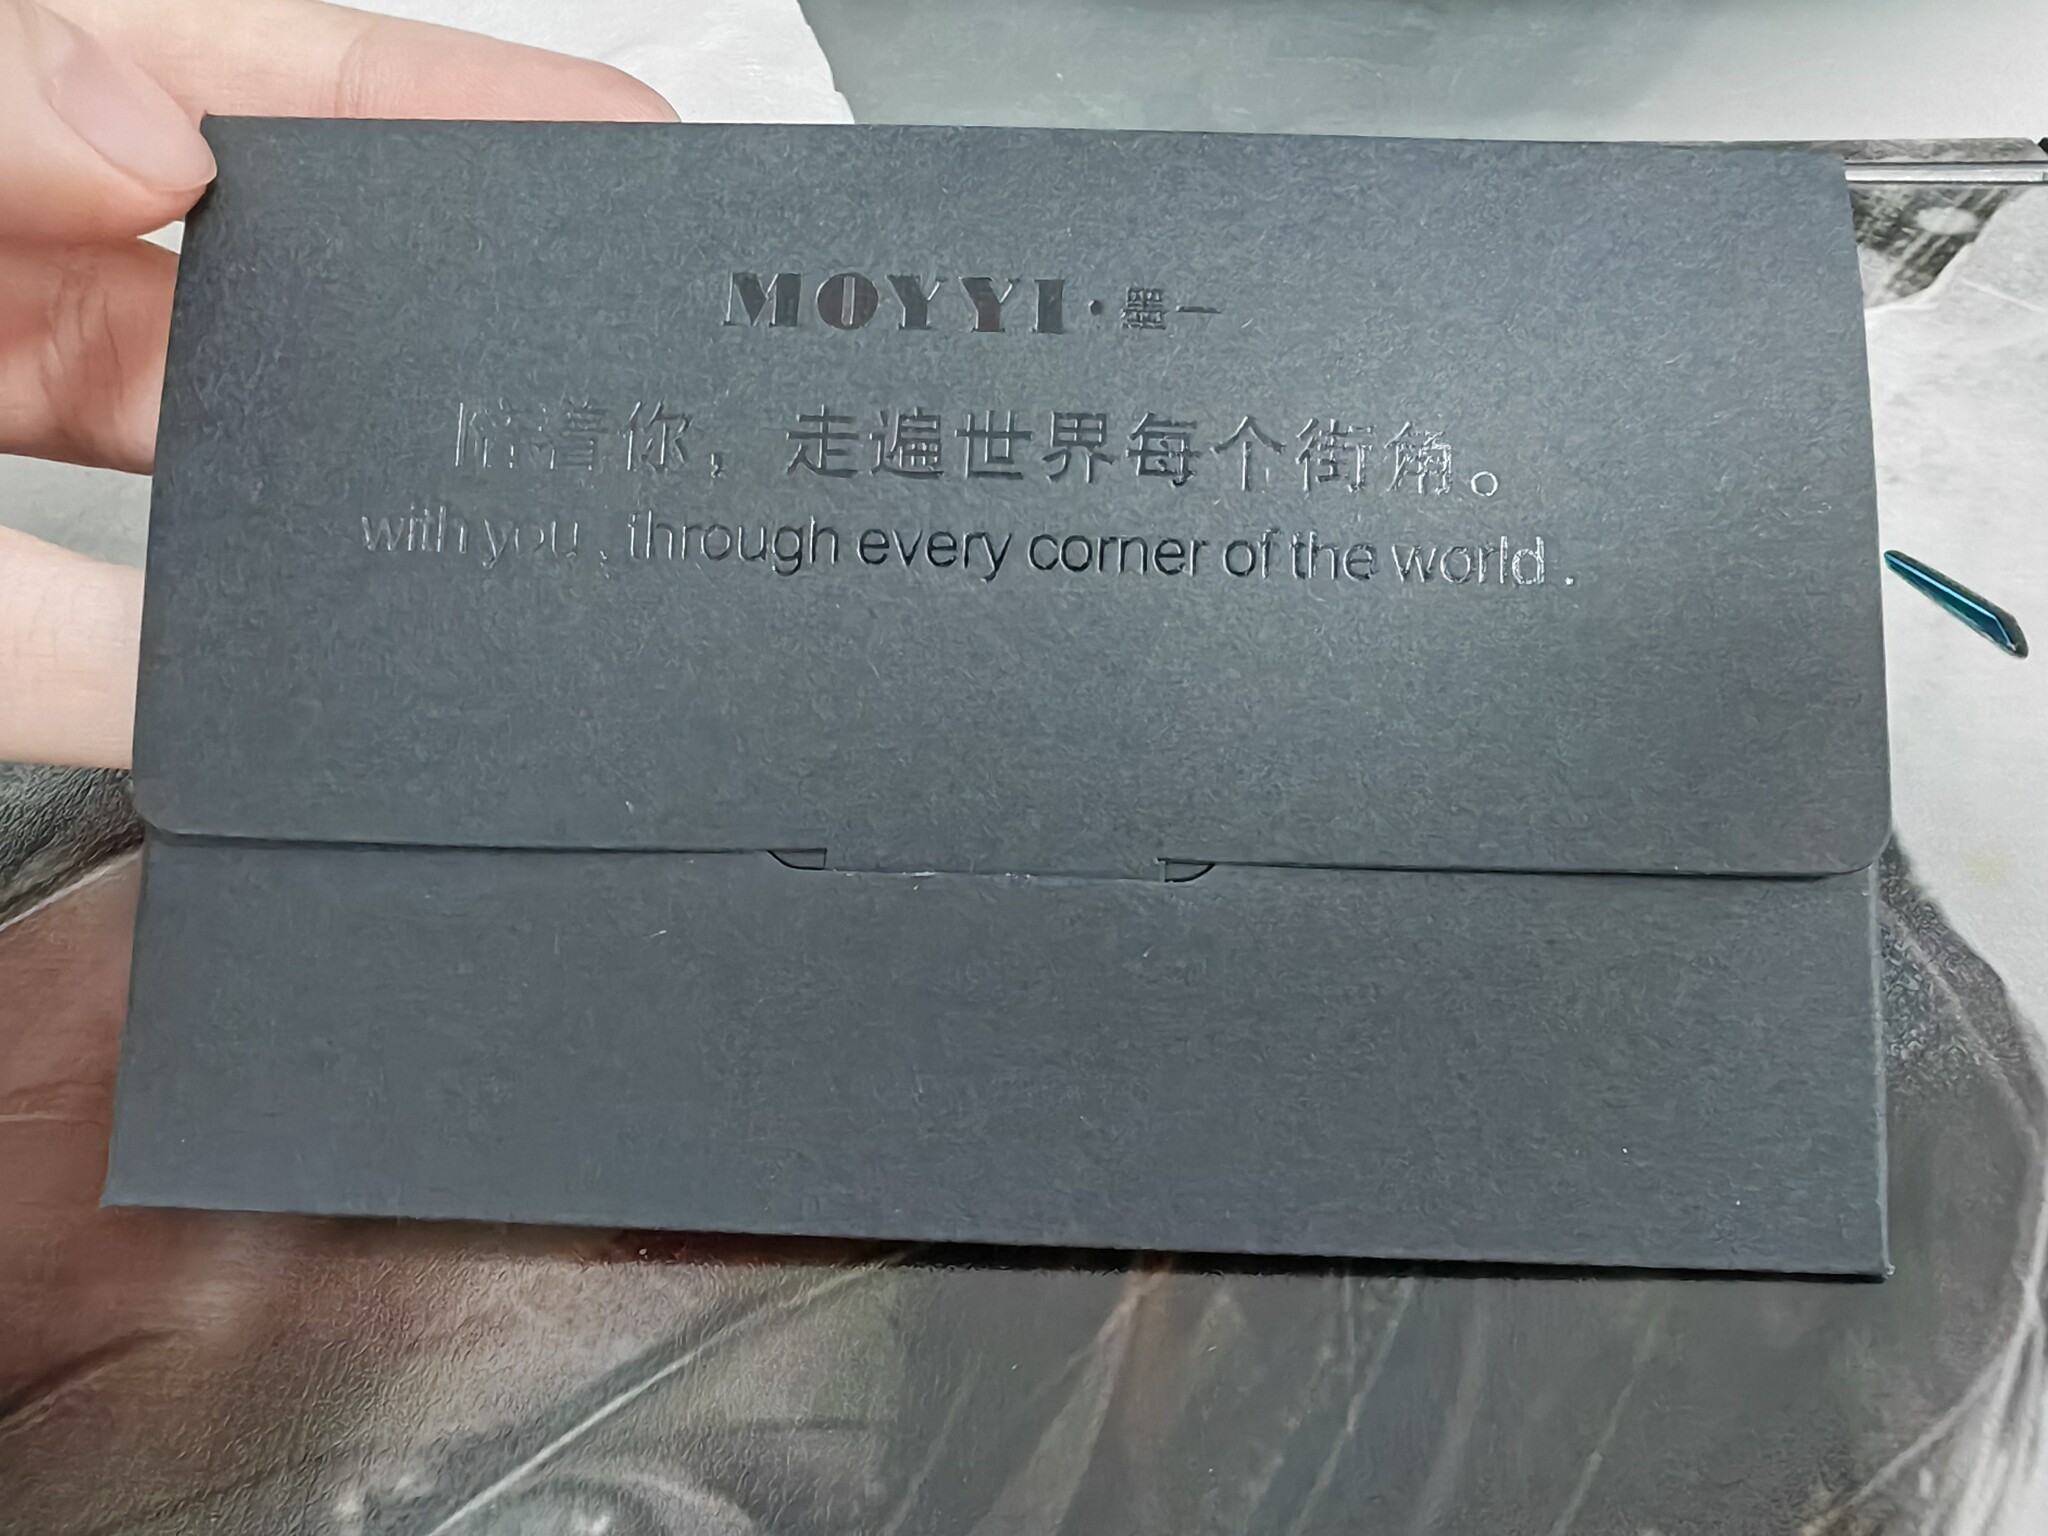 MOYYI·墨一
陪着你，走遍世界每个街角。
with you , through every corner of the world .